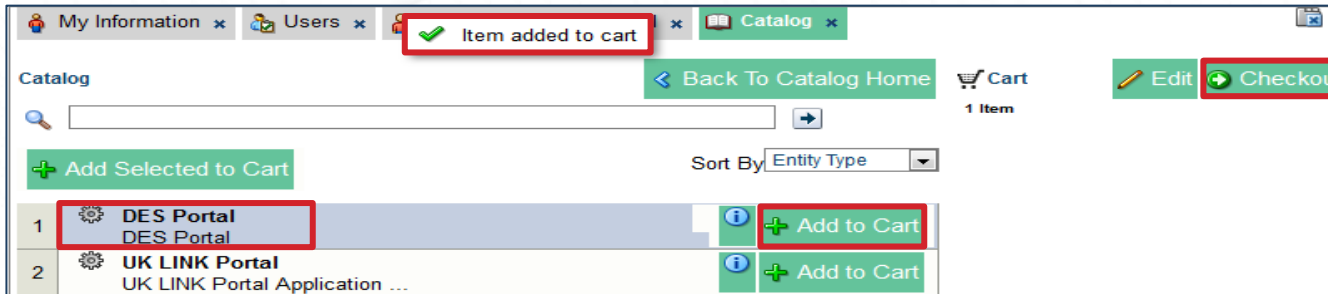 My Information x Users x x Catalog x
Item added to cart
Catalog Back To Catalog Home Cart Edit Checkou
1 Item
Add Selected to Cart Sort By Entity Type
1 DES Portal Add to Cart
DES Portal
2 UK LINK Portal Add to Cart
UK LINK Portal Application ...